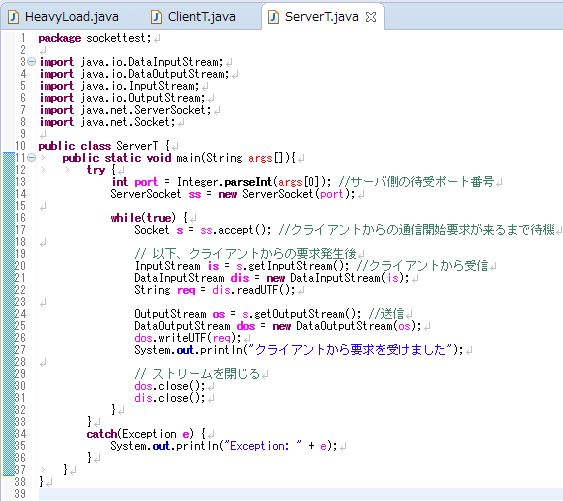 HeavyLoad.java ClientT.java ServerT.java
1 package sockettest;
2
3 import java.io.DataInputStream;
4 import java.io.DataOutputStream;
5 import java.io.InputStream;
6 import java.io.OutputStream;
7 import java.net.ServerSocket;
8 import java.net.Socket;
9
10 public class ServerT {
11 public static void main(String args[]){
12 try {
13 int port = Integer.parseInt(args[0]); //サーバ側の待受ポート番号
14 ServerSocket ss = new ServerSocket(port);
15
16 while(true) {
17 Socket s = ss.accept(); //クライアントからの通信開始要求が来るまで待機
18
19 // 以下、クライアントからの要求発生後
20 InputStream is = s.getInputStream(); //クライアントから受信
21 DataInputStream dis = new DataInputStream(is);
22 String req = dis.readUTF();
23
24 OutputStream os = s.getOutputStream(); //送信
25 DataOutputStream dos = new DataOutputStream(os);
26 dos.writeUTF(req);
27 System.out.println("クライアントから要求を受けました");
28
29 // ストリームを閉じる
30 dos.close();
31 dis.close();
32 }
33 }
34 catch(Exception e) {
35 System.out.println("Exception: " + e);
36 }
37 }
38 }
39